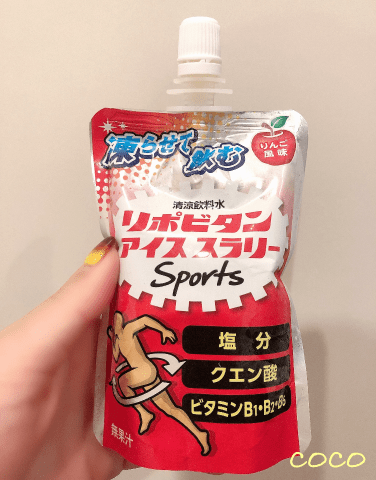 凍らせて飲む
りんご
風味
清涼飲料水
リポビタン
アイススラリー
Sports
塩分
クエン酸
ビタミンB1・B2・B6
無果汁
COCO